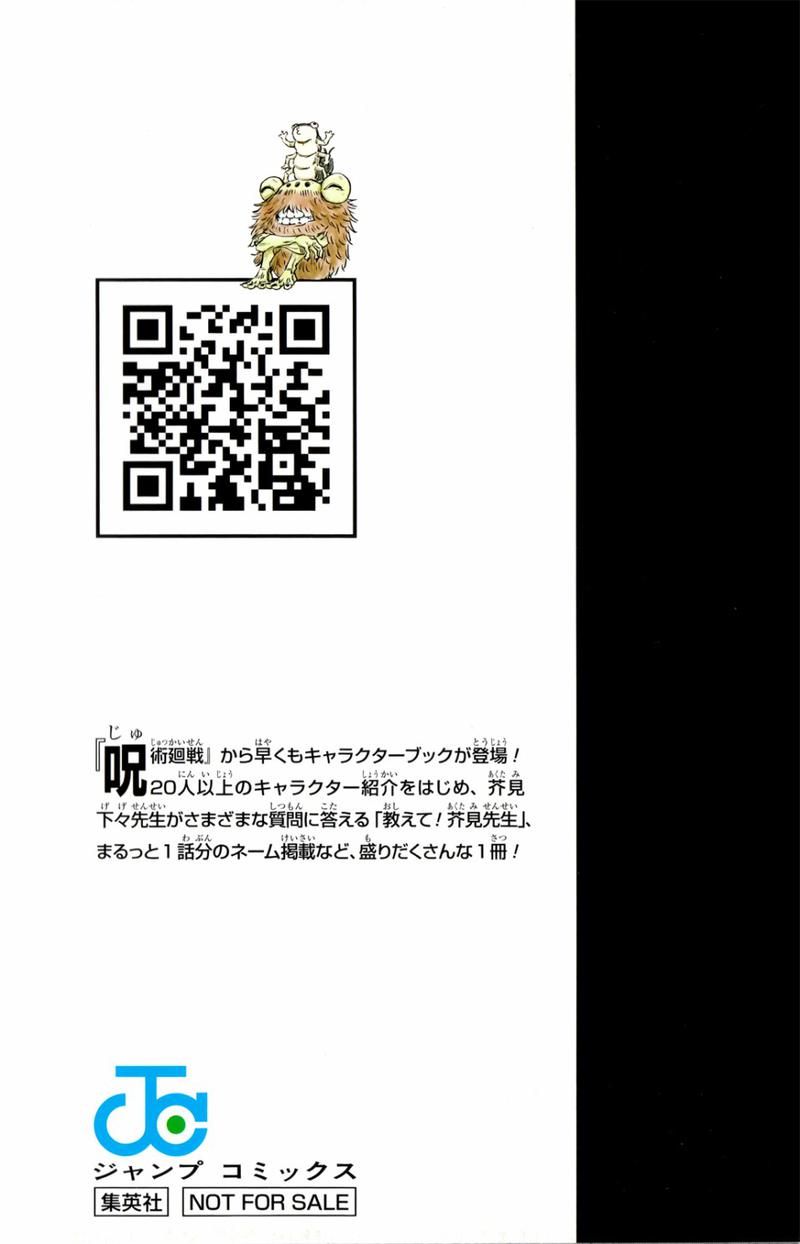 『呪術廻戦』から早くもキャラクターブックが登場！
20人以上のキャラクター紹介をはじめ、芥見
下々先生がさまざまな質問に答える「教えて！芥見先生」、
まるっと1話分のネーム掲載など、盛りだくさんな1冊！
JC
ジャンプ コミックス
集英社 NOT FOR SALE